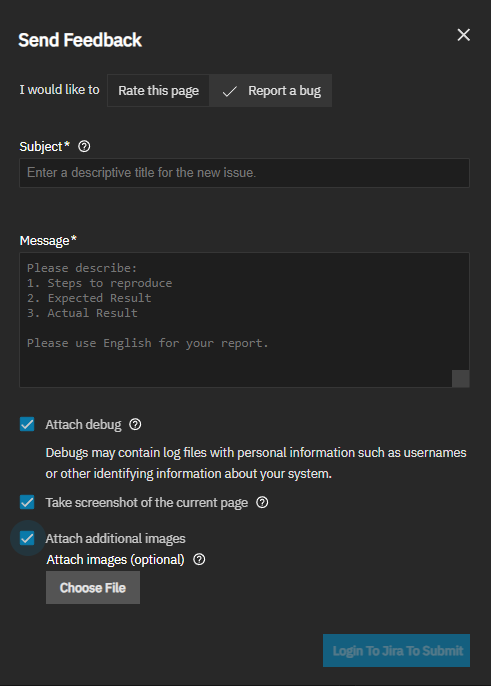 Send Feedback
I would like to Rate this page Report a bug
Subject*
Enter a descriptive title for the new issue.
Message*
Please describe:
1. Steps to reproduce
2. Expected Result
3. Actual Result
Please use English for your report.
Attach debug
Debugs may contain log files with personal information such as usernames
or other identifying information about your system.
Take screenshot of the current page
Attach additional images
Attach images (optional)
Choose File
Login To Jira To Submit